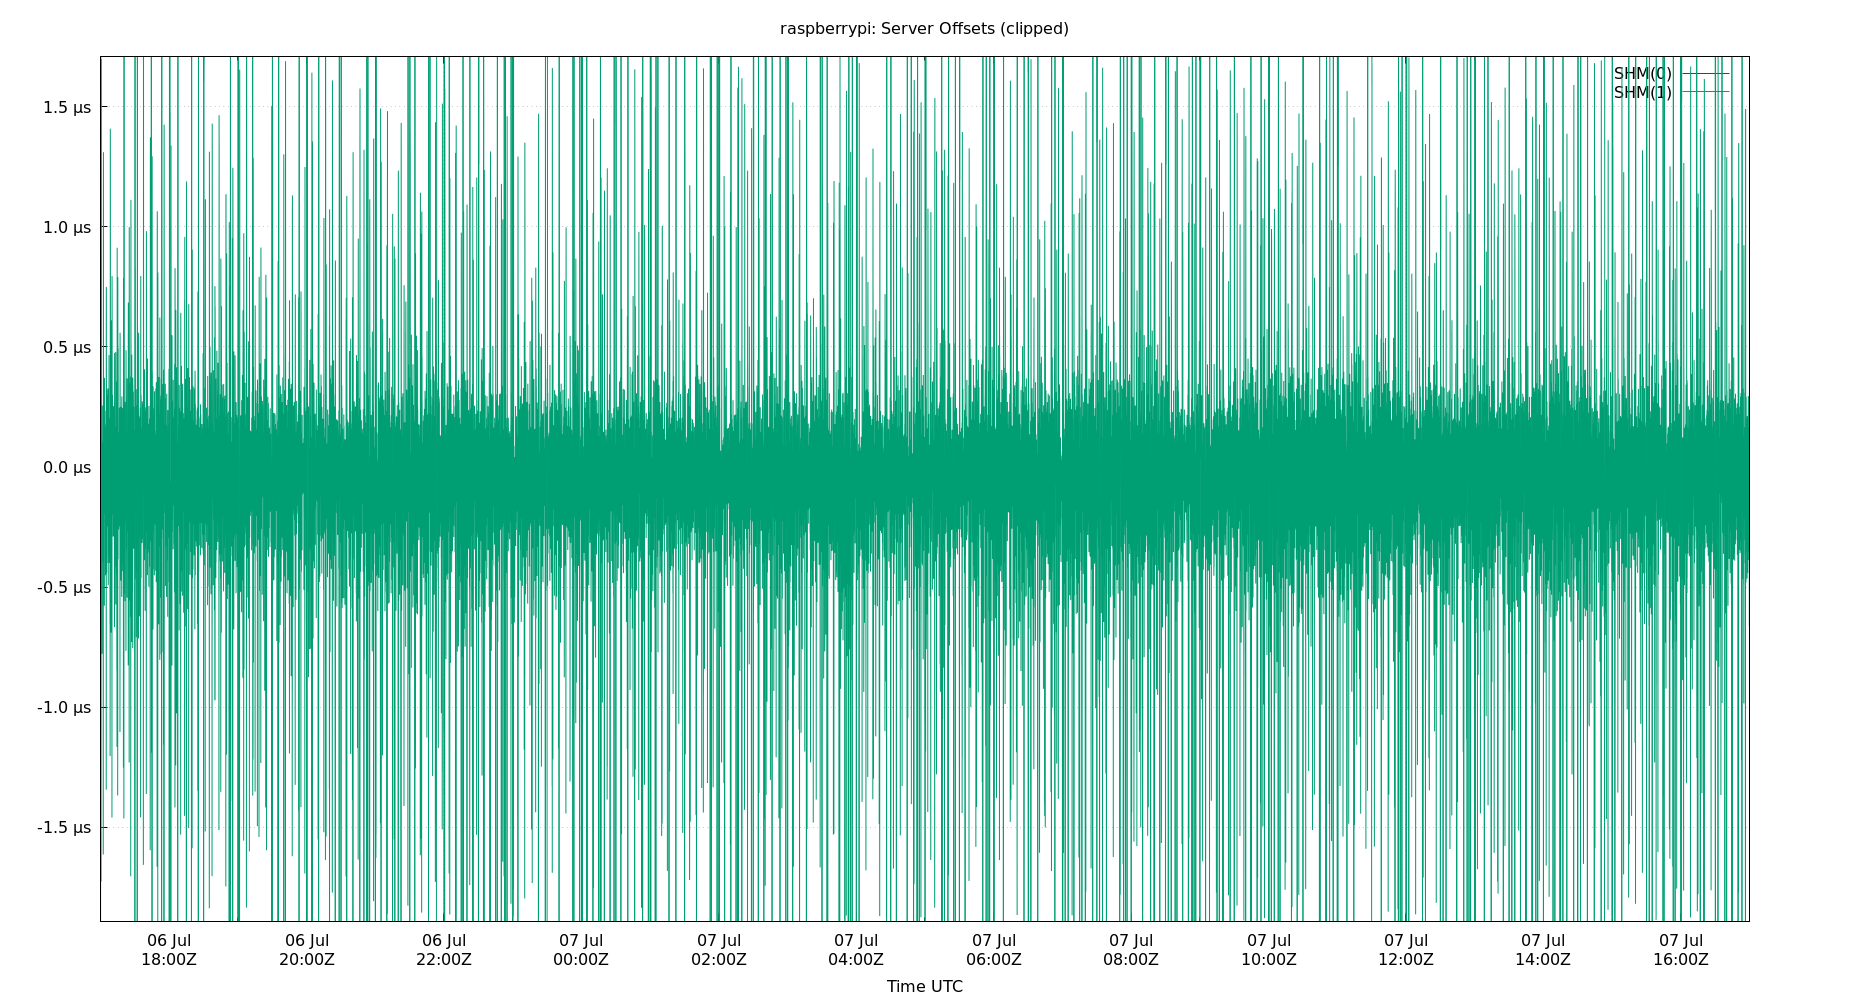 raspberrypi: Server Offsets (clipped)
SHM(0)
SHM(1)
1.5 µs
1.0 µs
0.5 µs
0.0 µs
-0.5 µs
-1.0 µs
-1.5 µs
06 Jul 06 Jul 06 Jul 07 Jul 07 Jul 07 Jul 07 Jul 07 Jul 07 Jul 07 Jul 07 Jul 07 Jul
18:00Z 20:00Z 22:00Z 00:00Z 02:00Z 04:00Z 06:00Z 08:00Z 10:00Z 12:00Z 14:00Z 16:00Z
Time UTC